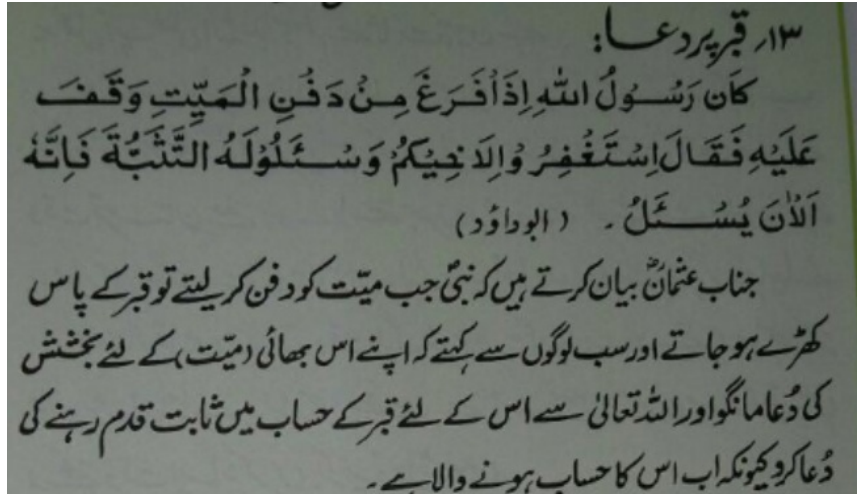 ۱۳؍ قبر پر دعا:
كَانَ رَسُوْلُ اللهِ اِذَا فَرَغَ مِنْ دَفْنِ الْمَيِّتِ وَقَفَ
عَلَيْهِ فَقَالَ اِسْتَغْفِرُ وْالِاَ خِيْكُمْ وَسْئَلُوْلَهُ التَّثَبُّةَ فَاِنَّهٗ
اَلْاٰنَ يُسْئَلُ ۔ (ابوداؤد)
جناب عثمانؓ بیان کرتے ہیں کہ نبیؐ جب میّت کو دفن کر لیتے تو قبر کے پاس
کھڑے ہو جاتے اور سب لوگوں سے کہتے کہ اپنے اس بھائی (میّت) کے لئے بخشش
کی دُعا مانگو اور اللہ تعالیٰ سے اس کے لئے قبر کے حساب میں ثابت قدم رہنے کی
دُعا کرو کیونکہ اب اس کا حساب ہونے والا ہے۔